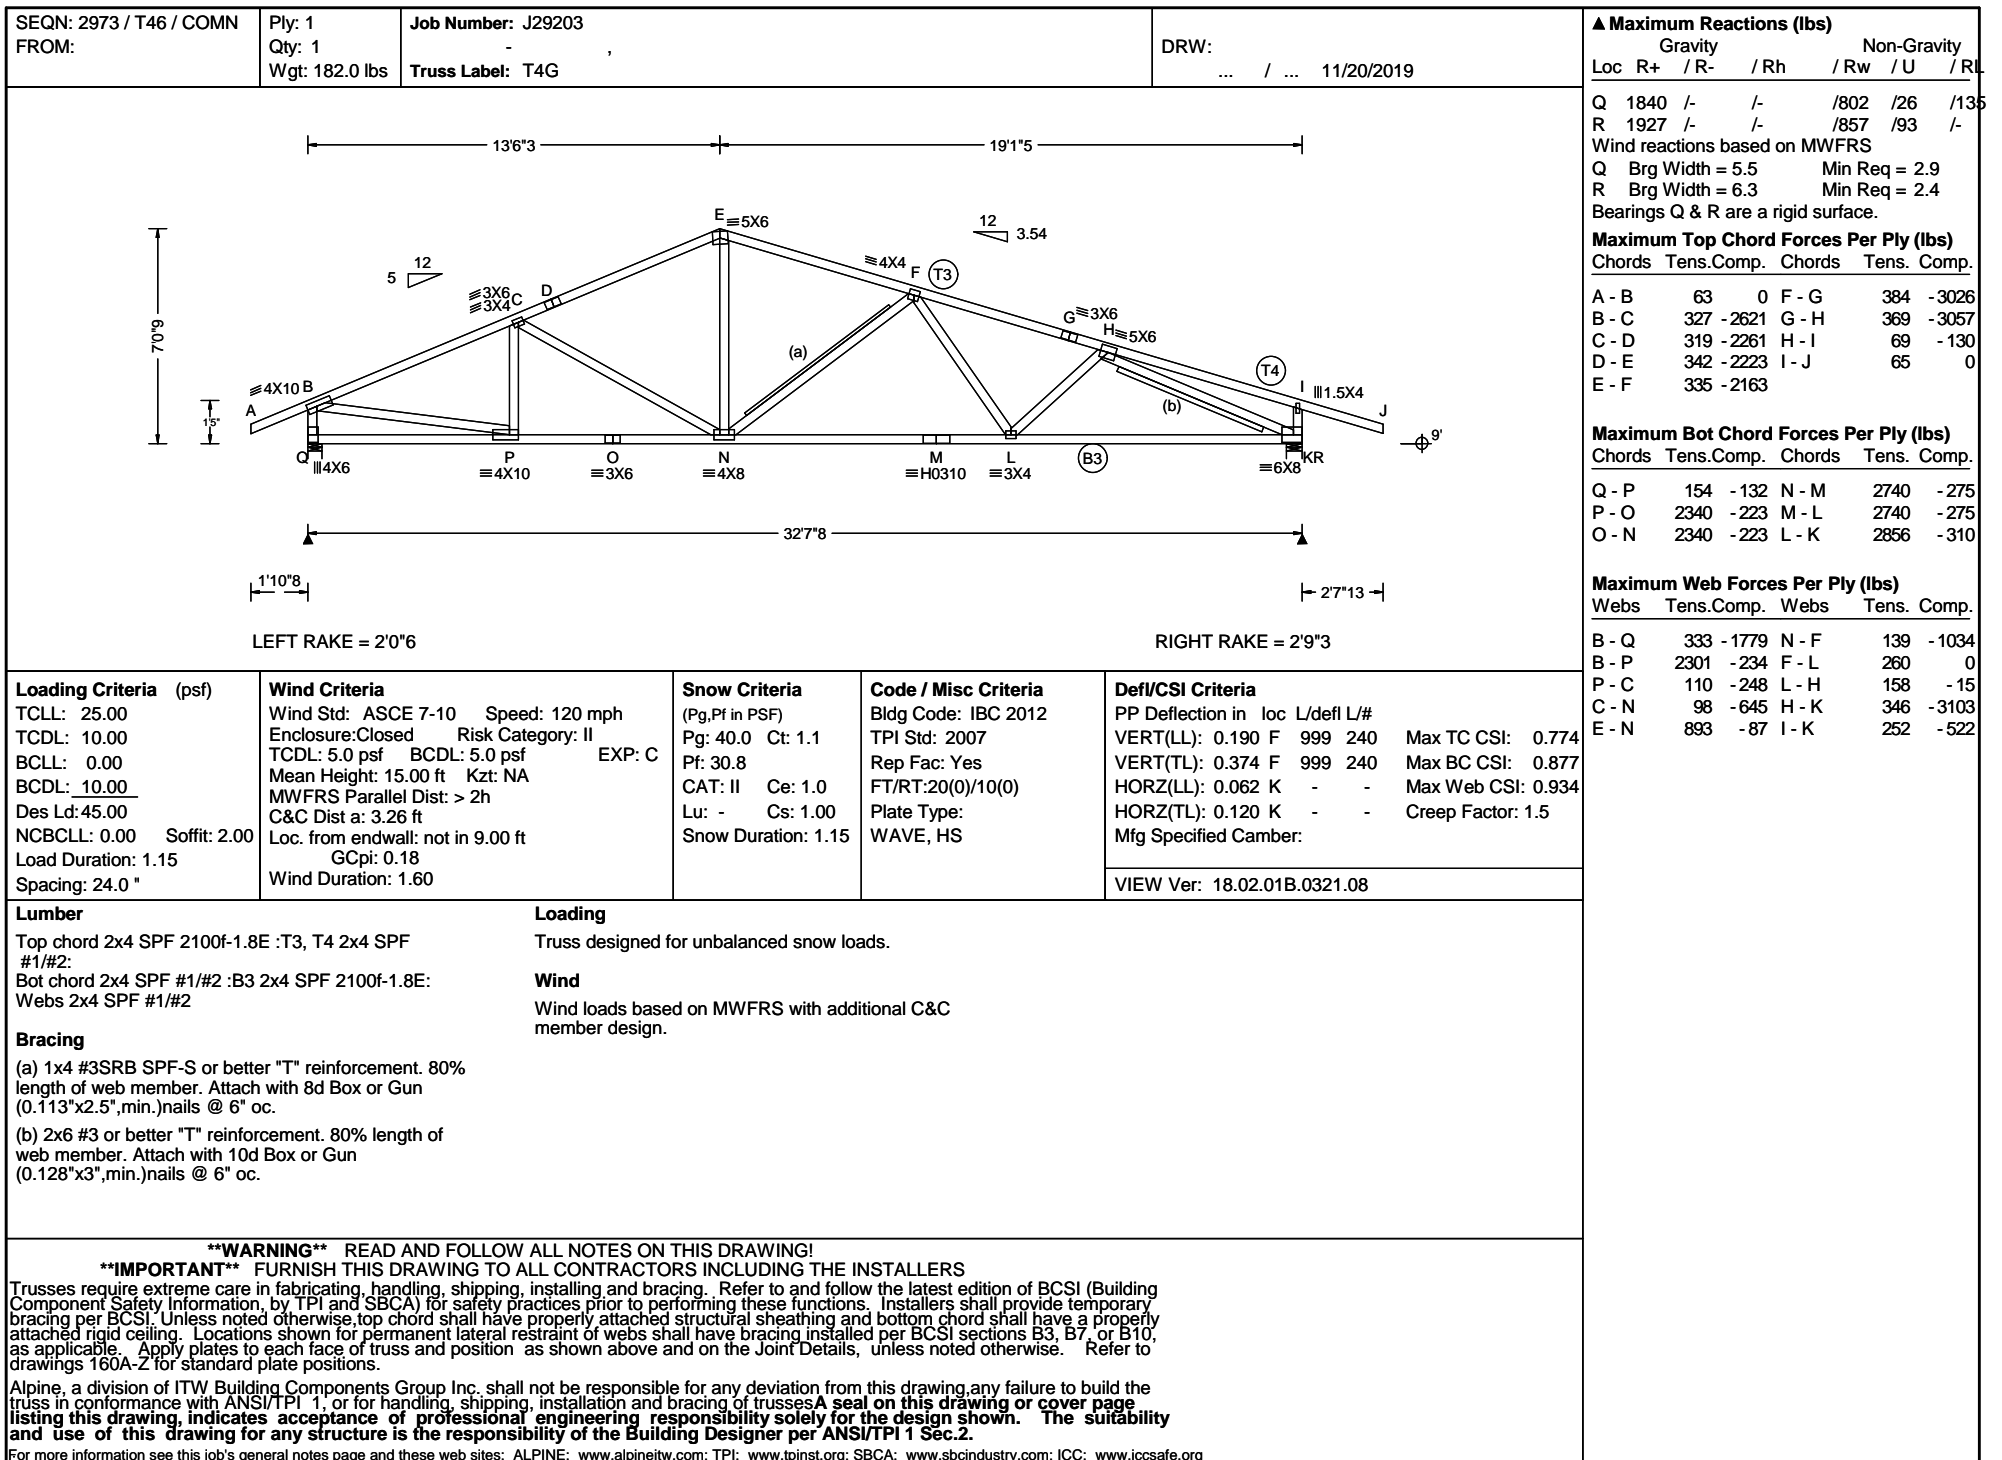 SEQN: 2973 / T46 / COMN
FROM:
Ply: 1
Qty: 1
Wgt: 182.0 lbs
Job Number: J29203
- ,
Truss Label: T4G
DRW:
... / ... 11/20/2019
13'6"3
19'1"5
E ≡5X6
12
3.54
12
5
≡4X4
F
T3
≡3X6
≡3X4
C
D
G ≡3X6
H ≡5X6
7'0"9
(a)
T4
≡4X10 B
A
I
|||1.5X4
J
(b)
1'5"
9'
Q
|||4X6
P
≡4X10
O
≡3X6
N
≡4X8
M
≡H0310
L
≡3X4
B3
≡6X8
KR
32'7"8
1'10"8
2'7"13
LEFT RAKE = 2'0"6
RIGHT RAKE = 2'9"3
▲ Maximum Reactions (lbs)
Gravity Non-Gravity
Loc R+ / R- / Rh / Rw / U / RL
Q 1840 /- /- /802 /26 /135
R 1927 /- /- /857 /93 /-
Wind reactions based on MWFRS
Q Brg Width = 5.5 Min Req = 2.9
R Brg Width = 6.3 Min Req = 2.4
Bearings Q & R are a rigid surface.
Maximum Top Chord Forces Per Ply (lbs)
Chords Tens.Comp. Chords Tens. Comp.
A - B 63 0 F - G 384 - 3026
B - C 327 - 2621 G - H 369 - 3057
C - D 319 - 2261 H - I 69 - 130
D - E 342 - 2223 I - J 65 0
E - F 335 - 2163
Maximum Bot Chord Forces Per Ply (lbs)
Chords Tens.Comp. Chords Tens. Comp.
Q - P 154 - 132 N - M 2740 - 275
P - O 2340 - 223 M - L 2740 - 275
O - N 2340 - 223 L - K 2856 - 310
Maximum Web Forces Per Ply (lbs)
Webs Tens.Comp. Webs Tens. Comp.
B - Q 333 - 1779 N - F 139 - 1034
B - P 2301 - 234 F - L 260 0
P - C 110 - 248 L - H 158 - 15
C - N 98 - 645 H - K 346 - 3103
E - N 893 - 87 I - K 252 - 522
Loading Criteria (psf)
TCLL: 25.00
TCDL: 10.00
BCLL: 0.00
BCDL: 10.00
Des Ld: 45.00
NCBCLL: 0.00 Soffit: 2.00
Load Duration: 1.15
Spacing: 24.0 "
Wind Criteria
Wind Std: ASCE 7-10 Speed: 120 mph
Enclosure:Closed Risk Category: II
TCDL: 5.0 psf BCDL: 5.0 psf EXP: C
Mean Height: 15.00 ft Kzt: NA
MWFRS Parallel Dist: > 2h
C&C Dist a: 3.26 ft
Loc. from endwall: not in 9.00 ft
GCpi: 0.18
Wind Duration: 1.60
Snow Criteria
(Pg,Pf in PSF)
Pg: 40.0 Ct: 1.1
Pf: 30.8
CAT: II Ce: 1.0
Lu: - Cs: 1.00
Snow Duration: 1.15
Code / Misc Criteria
Bldg Code: IBC 2012
TPI Std: 2007
Rep Fac: Yes
FT/RT:20(0)/10(0)
Plate Type:
WAVE, HS
Defl/CSI Criteria
PP Deflection in loc L/defl L/#
VERT(LL): 0.190 F 999 240 Max TC CSI: 0.774
VERT(TL): 0.374 F 999 240 Max BC CSI: 0.877
HORZ(LL): 0.062 K - - Max Web CSI: 0.934
HORZ(TL): 0.120 K - - Creep Factor: 1.5
Mfg Specified Camber:
VIEW Ver: 18.02.01B.0321.08
Lumber
Top chord 2x4 SPF 2100f-1.8E :T3, T4 2x4 SPF
#1/#2:
Bot chord 2x4 SPF #1/#2 :B3 2x4 SPF 2100f-1.8E:
Webs 2x4 SPF #1/#2
Bracing
(a) 1x4 #3SRB SPF-S or better "T" reinforcement. 80%
length of web member. Attach with 8d Box or Gun
(0.113"x2.5",min.)nails @ 6" oc.
(b) 2x6 #3 or better "T" reinforcement. 80% length of
web member. Attach with 10d Box or Gun
(0.128"x3",min.)nails @ 6" oc.
Loading
Truss designed for unbalanced snow loads.
Wind
Wind loads based on MWFRS with additional C&C
member design.
**WARNING** READ AND FOLLOW ALL NOTES ON THIS DRAWING!
**IMPORTANT** FURNISH THIS DRAWING TO ALL CONTRACTORS INCLUDING THE INSTALLERS
Trusses require extreme care in fabricating, handling, shipping, installing and bracing. Refer to and follow the latest edition of BCSI (Building
Component Safety Information, by TPI and SBCA) for safety practices prior to performing these functions. Installers shall provide temporary
bracing per BCSI. Unless noted otherwise,top chord shall have properly attached structural sheathing and bottom chord shall have a properly
attached rigid ceiling. Locations shown for permanent lateral restraint of webs shall have bracing installed per BCSI sections B3, B7, or B10,
as applicable. Apply plates to each face of truss and position as shown above and on the Joint Details, unless noted otherwise. Refer to
drawings 160A-Z for standard plate positions.
Alpine, a division of ITW Building Components Group Inc. shall not be responsible for any deviation from this drawing,any failure to build the
truss in conformance with ANSI/TPI 1, or for handling, shipping, installation and bracing of trussesA seal on this drawing or cover page
listing this drawing, indicates acceptance of professional engineering responsibility solely for the design shown. The suitability
and use of this drawing for any structure is the responsibility of the Building Designer per ANSI/TPI 1 Sec.2.
For more information see this job's general notes page and these web sites: ALPINE: www.alpineitw.com; TPI: www.tpinst.org; SBCA: www.sbcindustry.com; ICC: www.iccsafe.org